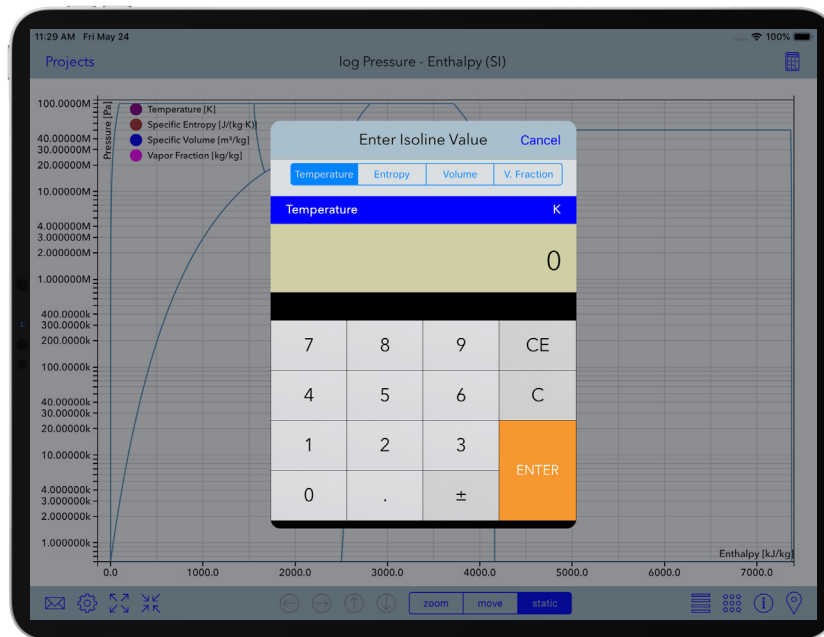 11:29 AM Fri May 24
100%
Projects
log Pressure - Enthalpy (SI)
Pressure [Pa]
Temperature [K]
Specific Entropy [J/(kg·K)]
Specific Volume [m³/kg]
Vapor Fraction [kg/kg]
100.0000M
40.00000M
30.00000M
20.00000M
10.00000M
4.000000M
3.000000M
2.000000M
1.000000M
400.0000k
300.0000k
200.0000k
100.0000k
40.00000k
30.00000k
20.00000k
10.00000k
4.000000k
3.000000k
2.000000k
1.000000k
Enter Isoline Value
Cancel
Temperature Entropy Volume V. Fraction
Temperature K
0
7 8 9 CE
4 5 6 C
1 2 3
ENTER
0 . ±
Enthalpy [kJ/kg]
0.0 1000.0 2000.0 3000.0 4000.0 5000.0 6000.0 7000.0
zoom move static